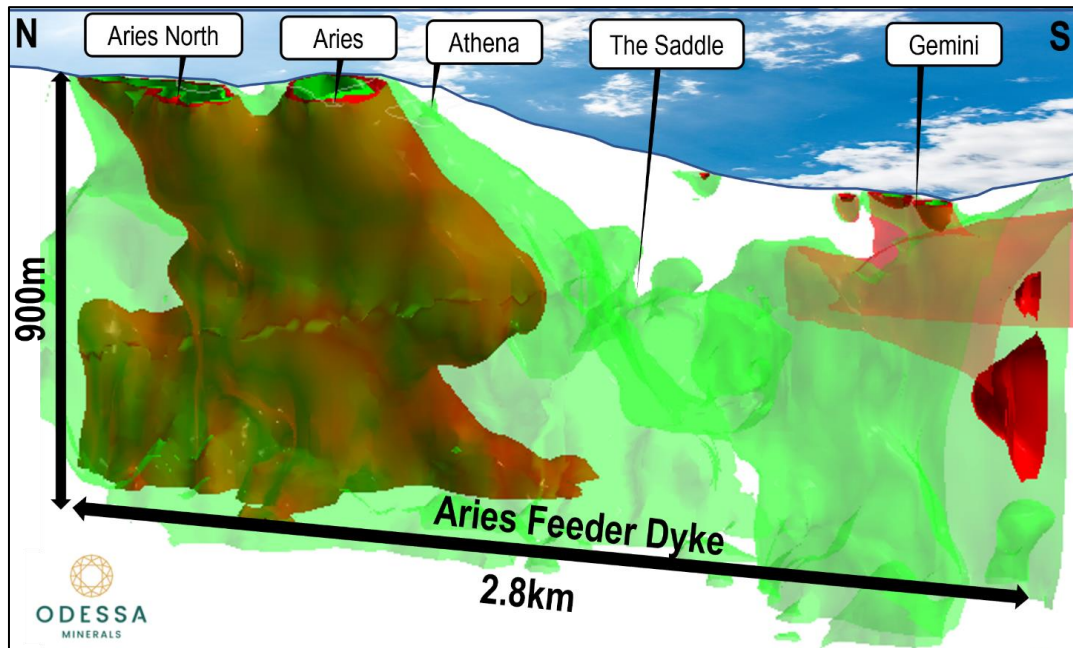 N
S
Aries North
Aries
Athena
The Saddle
Gemini
900m
Aries Feeder Dyke
2.8km
ODESSA
MINERALS